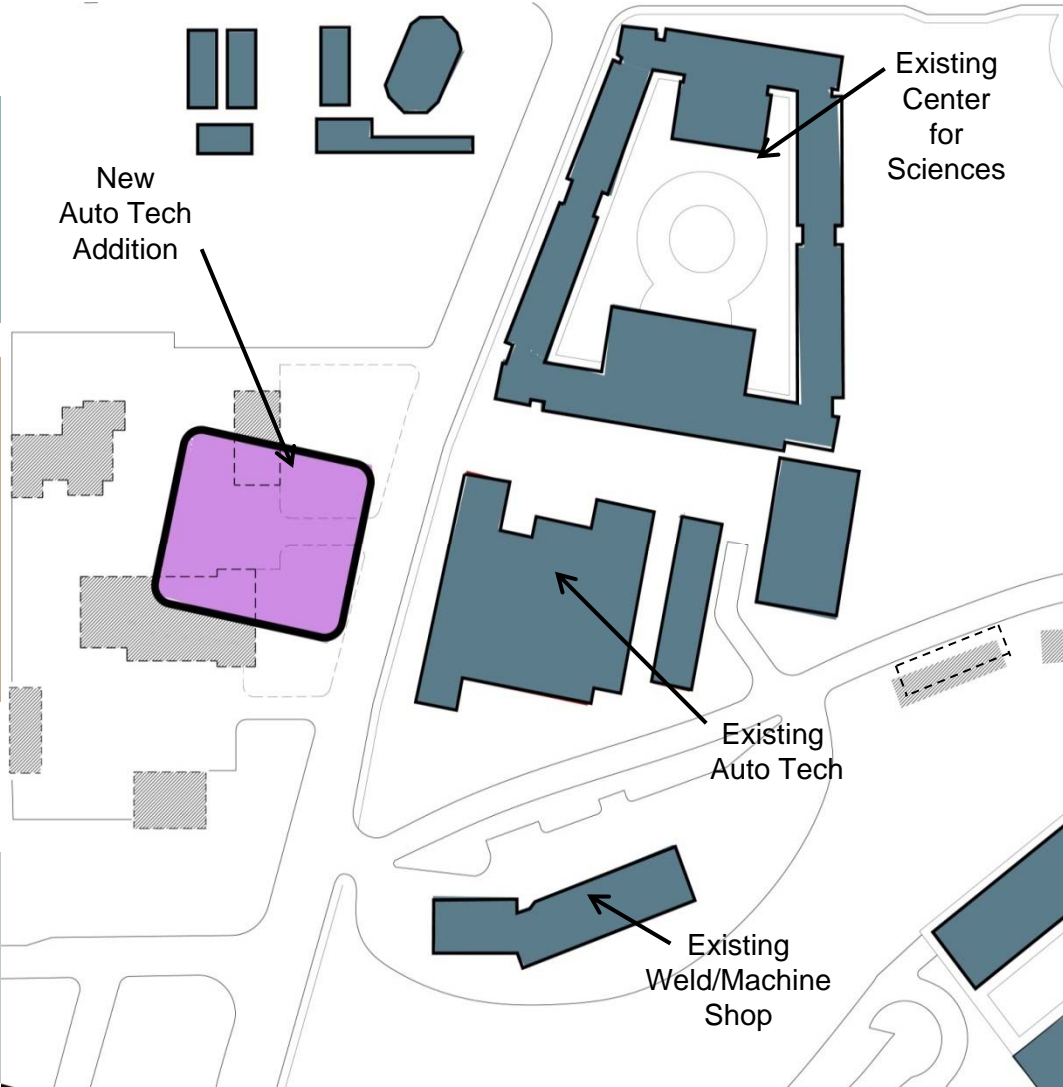 Existing
Center
for
Sciences
New
Auto Tech
Addition
Existing
Auto Tech
Existing
Weld/Machine
Shop